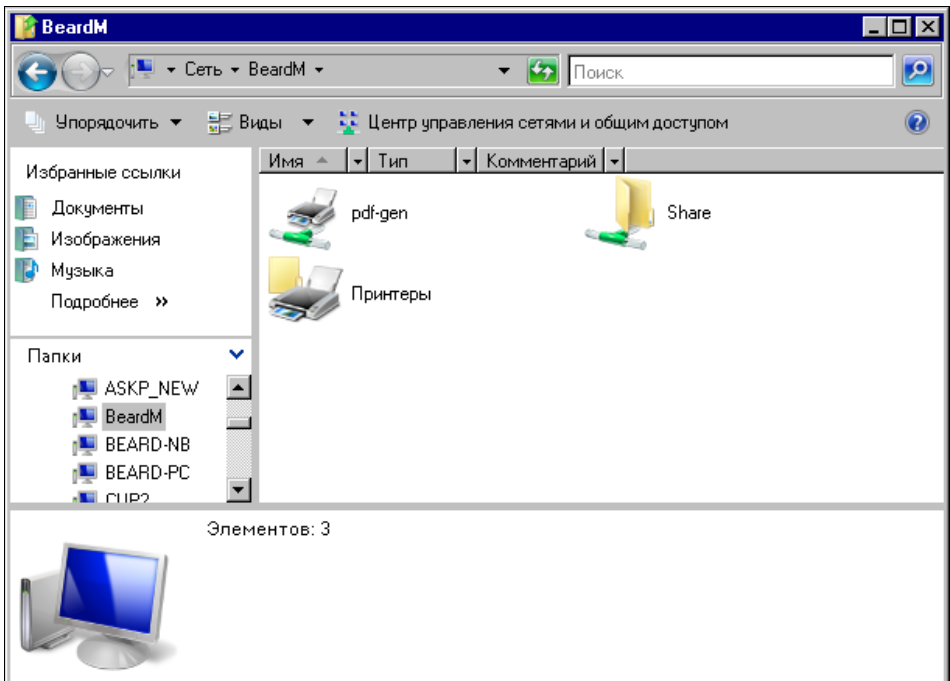 BeardM
Сеть BeardM Поиск
Упорядочить Виды Центр управления сетями и общим доступом
Избранные ссылки
Документы
Изображения
Музыка
Подробнее »
Папки
ASKP_NEW
BeardM
BEARD-NB
BEARD-PC
CUP2
Имя Тип Комментарий
pdf-gen
Share
Принтеры
Элементов: 3